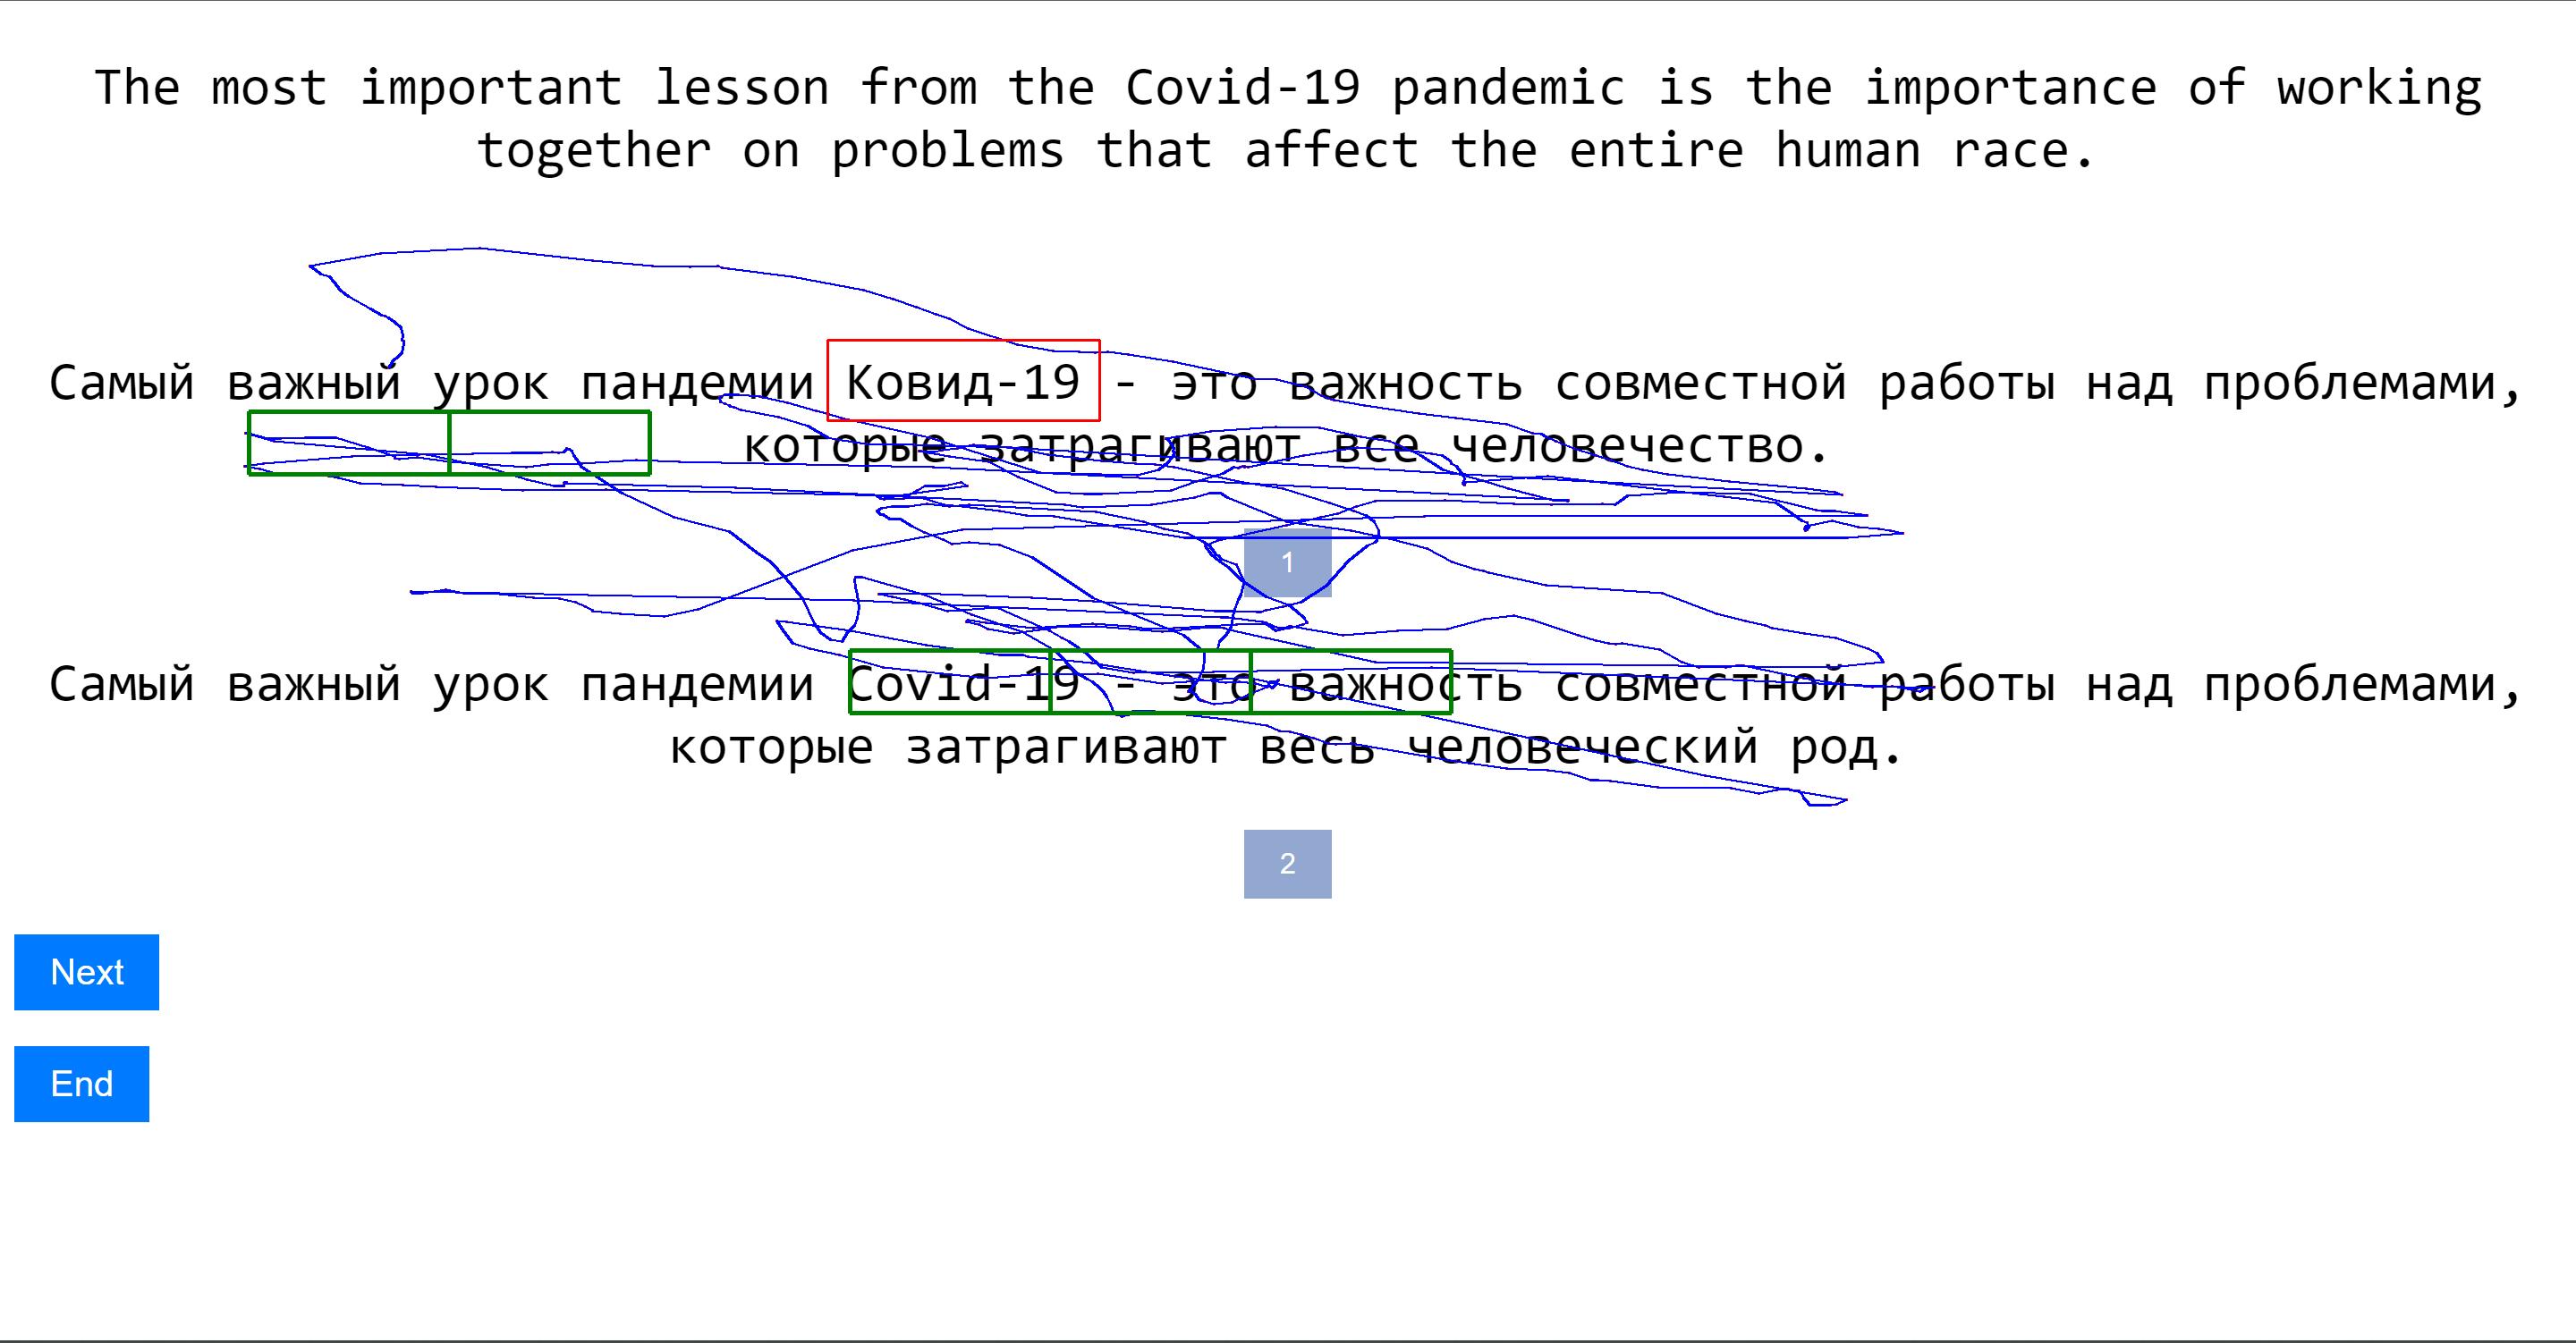 The most important lesson from the Covid-19 pandemic is the importance of working
together on problems that affect the entire human race.
Самый важный урок пандемии Ковид-19 - это важность совместной работы над проблемами,
которые затрагивают все человечество.
1
Самый важный урок пандемии Covid-19 - это важность совместной работы над проблемами,
которые затрагивают весь человеческий род.
2
Next
End